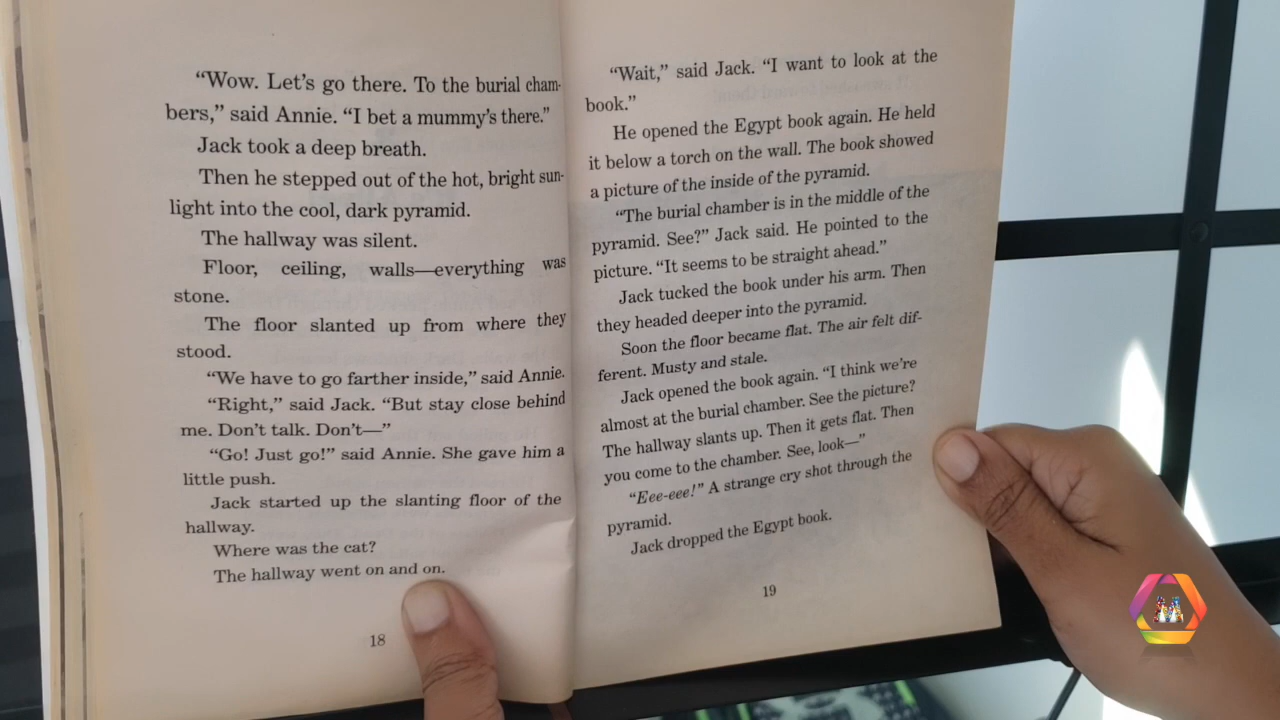 “Wow. Let’s go there. To the burial cham-
bers,” said Annie. “I bet a mummy’s there.”
Jack took a deep breath.
Then he stepped out of the hot, bright sun-
light into the cool, dark pyramid.
The hallway was silent.
Floor, ceiling, walls—everything was
stone.
The floor slanted up from where they
stood.
“We have to go farther inside,” said Annie.
“Right,” said Jack. “But stay close behind
me. Don’t talk. Don’t—”
“Go! Just go!” said Annie. She gave him a
little push.
Jack started up the slanting floor of the
hallway.
Where was the cat?
The hallway went on and on.
18
“Wait,” said Jack. “I want to look at the
book.”
He opened the Egypt book again. He held
it below a torch on the wall. The book showed
a picture of the inside of the pyramid.
“The burial chamber is in the middle of the
pyramid. See?” Jack said. He pointed to the
picture. “It seems to be straight ahead.”
Jack tucked the book under his arm. Then
they headed deeper into the pyramid.
Soon the floor became flat. The air felt dif-
ferent. Musty and stale.
Jack opened the book again. “I think we’re
almost at the burial chamber. See the picture?
The hallway slants up. Then it gets flat. Then
you come to the chamber. See, look—”
“Eee-eee!” A strange cry shot through the
pyramid.
Jack dropped the Egypt book.
19